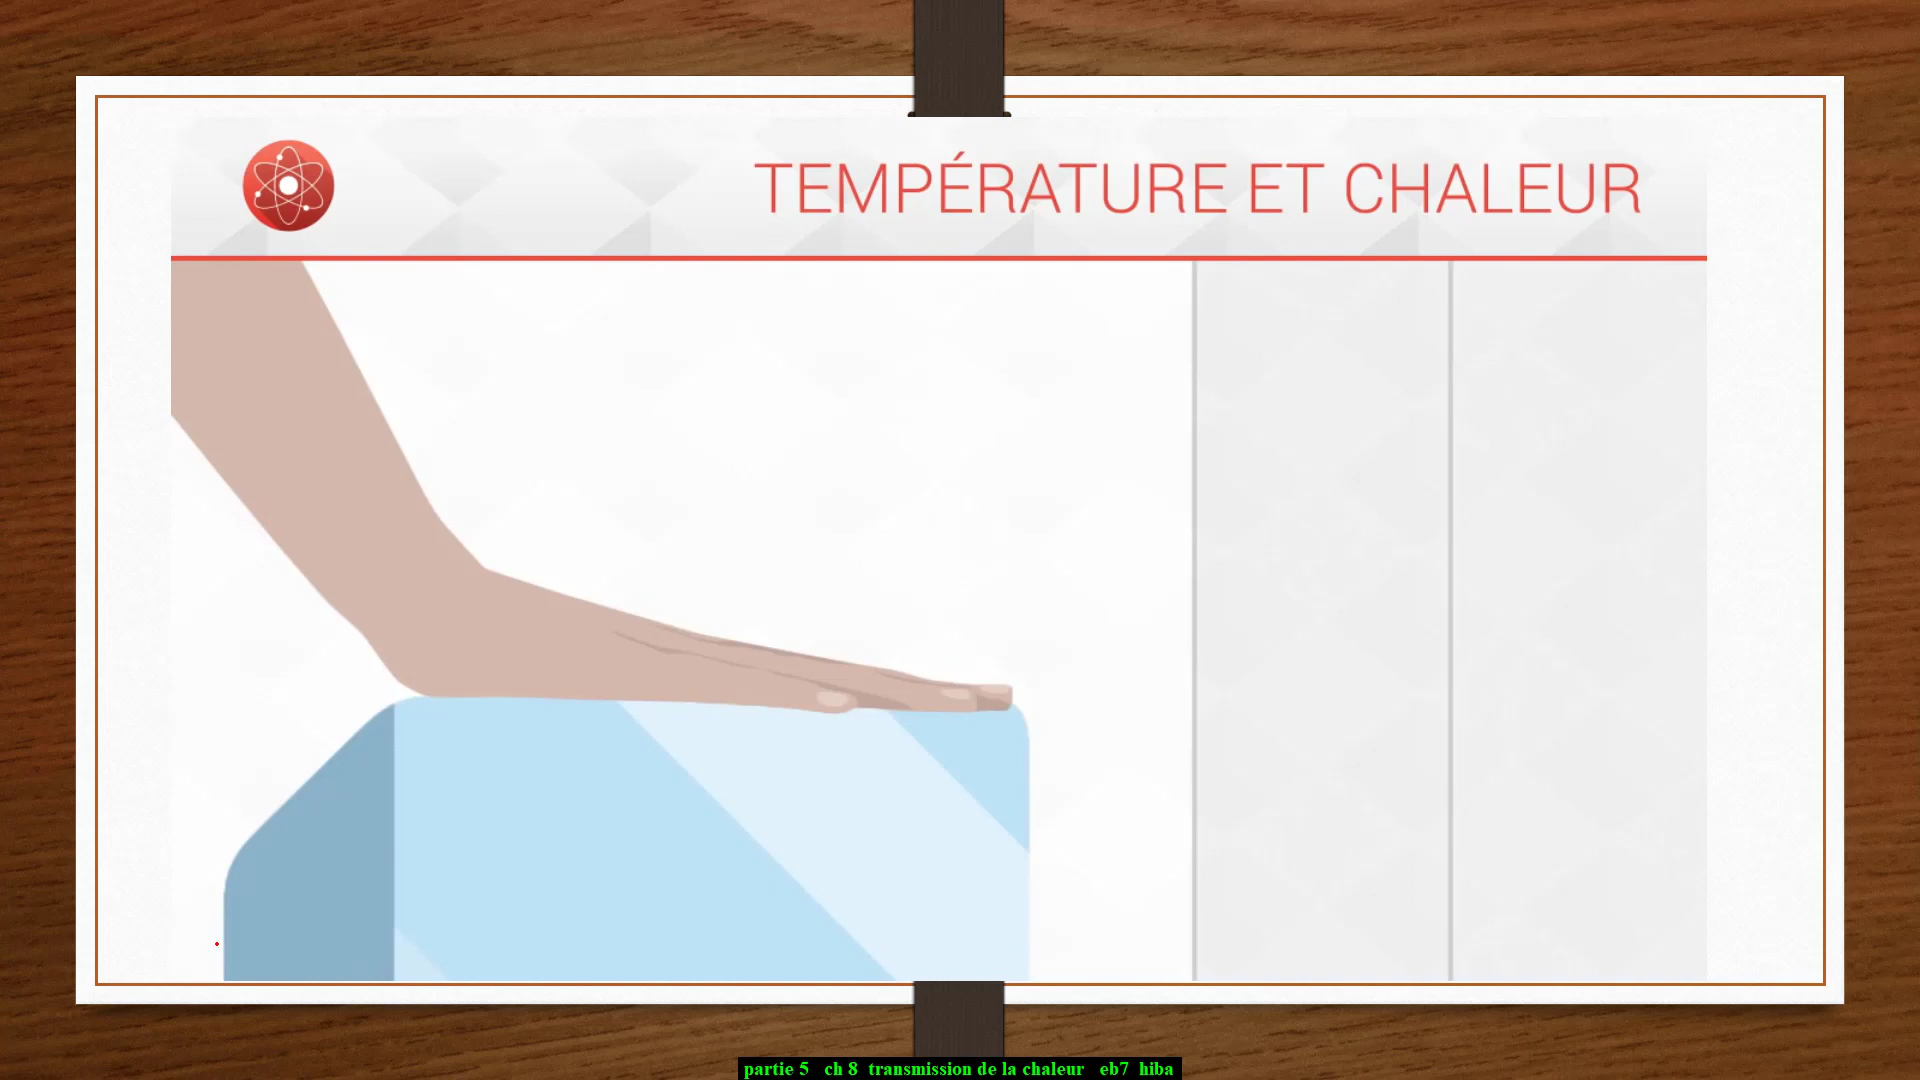 TEMPÉRATURE ET CHALEUR
partie 5 ch 8 transmission de la chaleur eb7 hiba